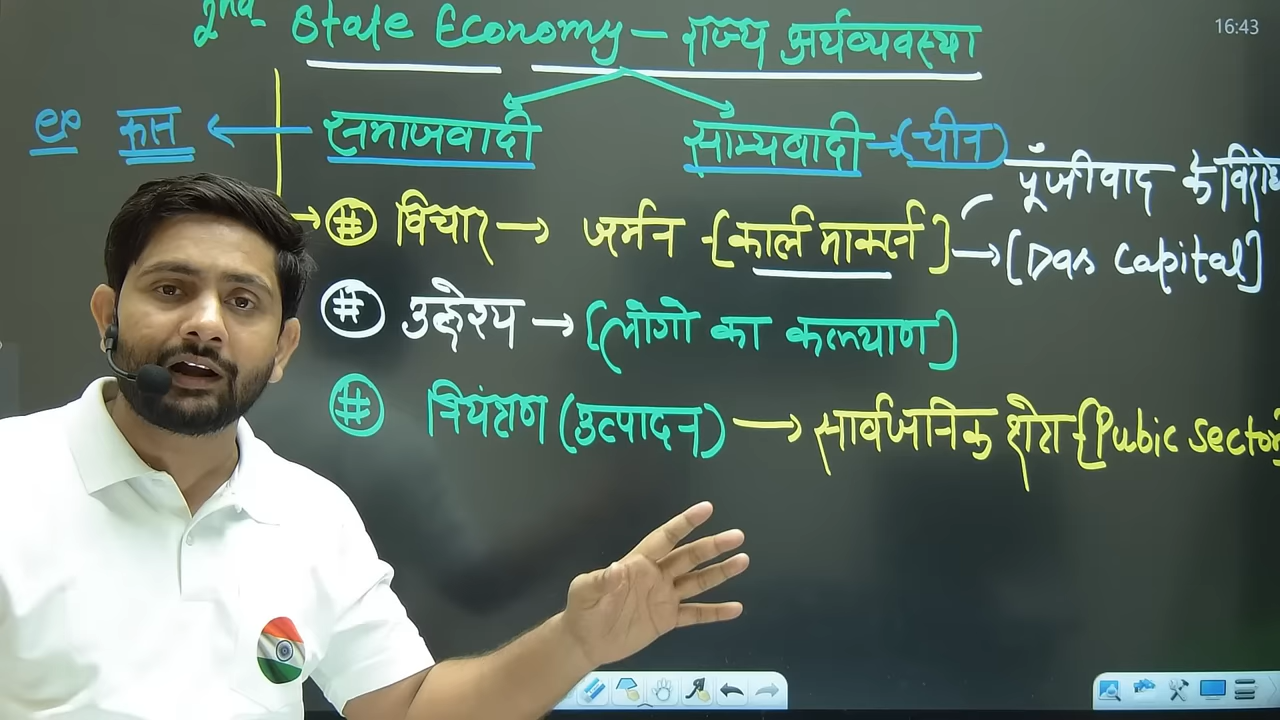 2nd State Economy – राज्य अर्थव्यवस्था
16:43
ex रूस ← समाजवादी
साम्यवादी → (चीन)
पूँजीवाद के विरोध
# विचार → जर्मन - [कार्ल मार्क्स] → [Das Capital]
# उद्देश्य → [लोगो का कल्याण]
# नियंत्रण (उत्पादन) → सार्वजनिक क्षेत्र - [Pubic Sector